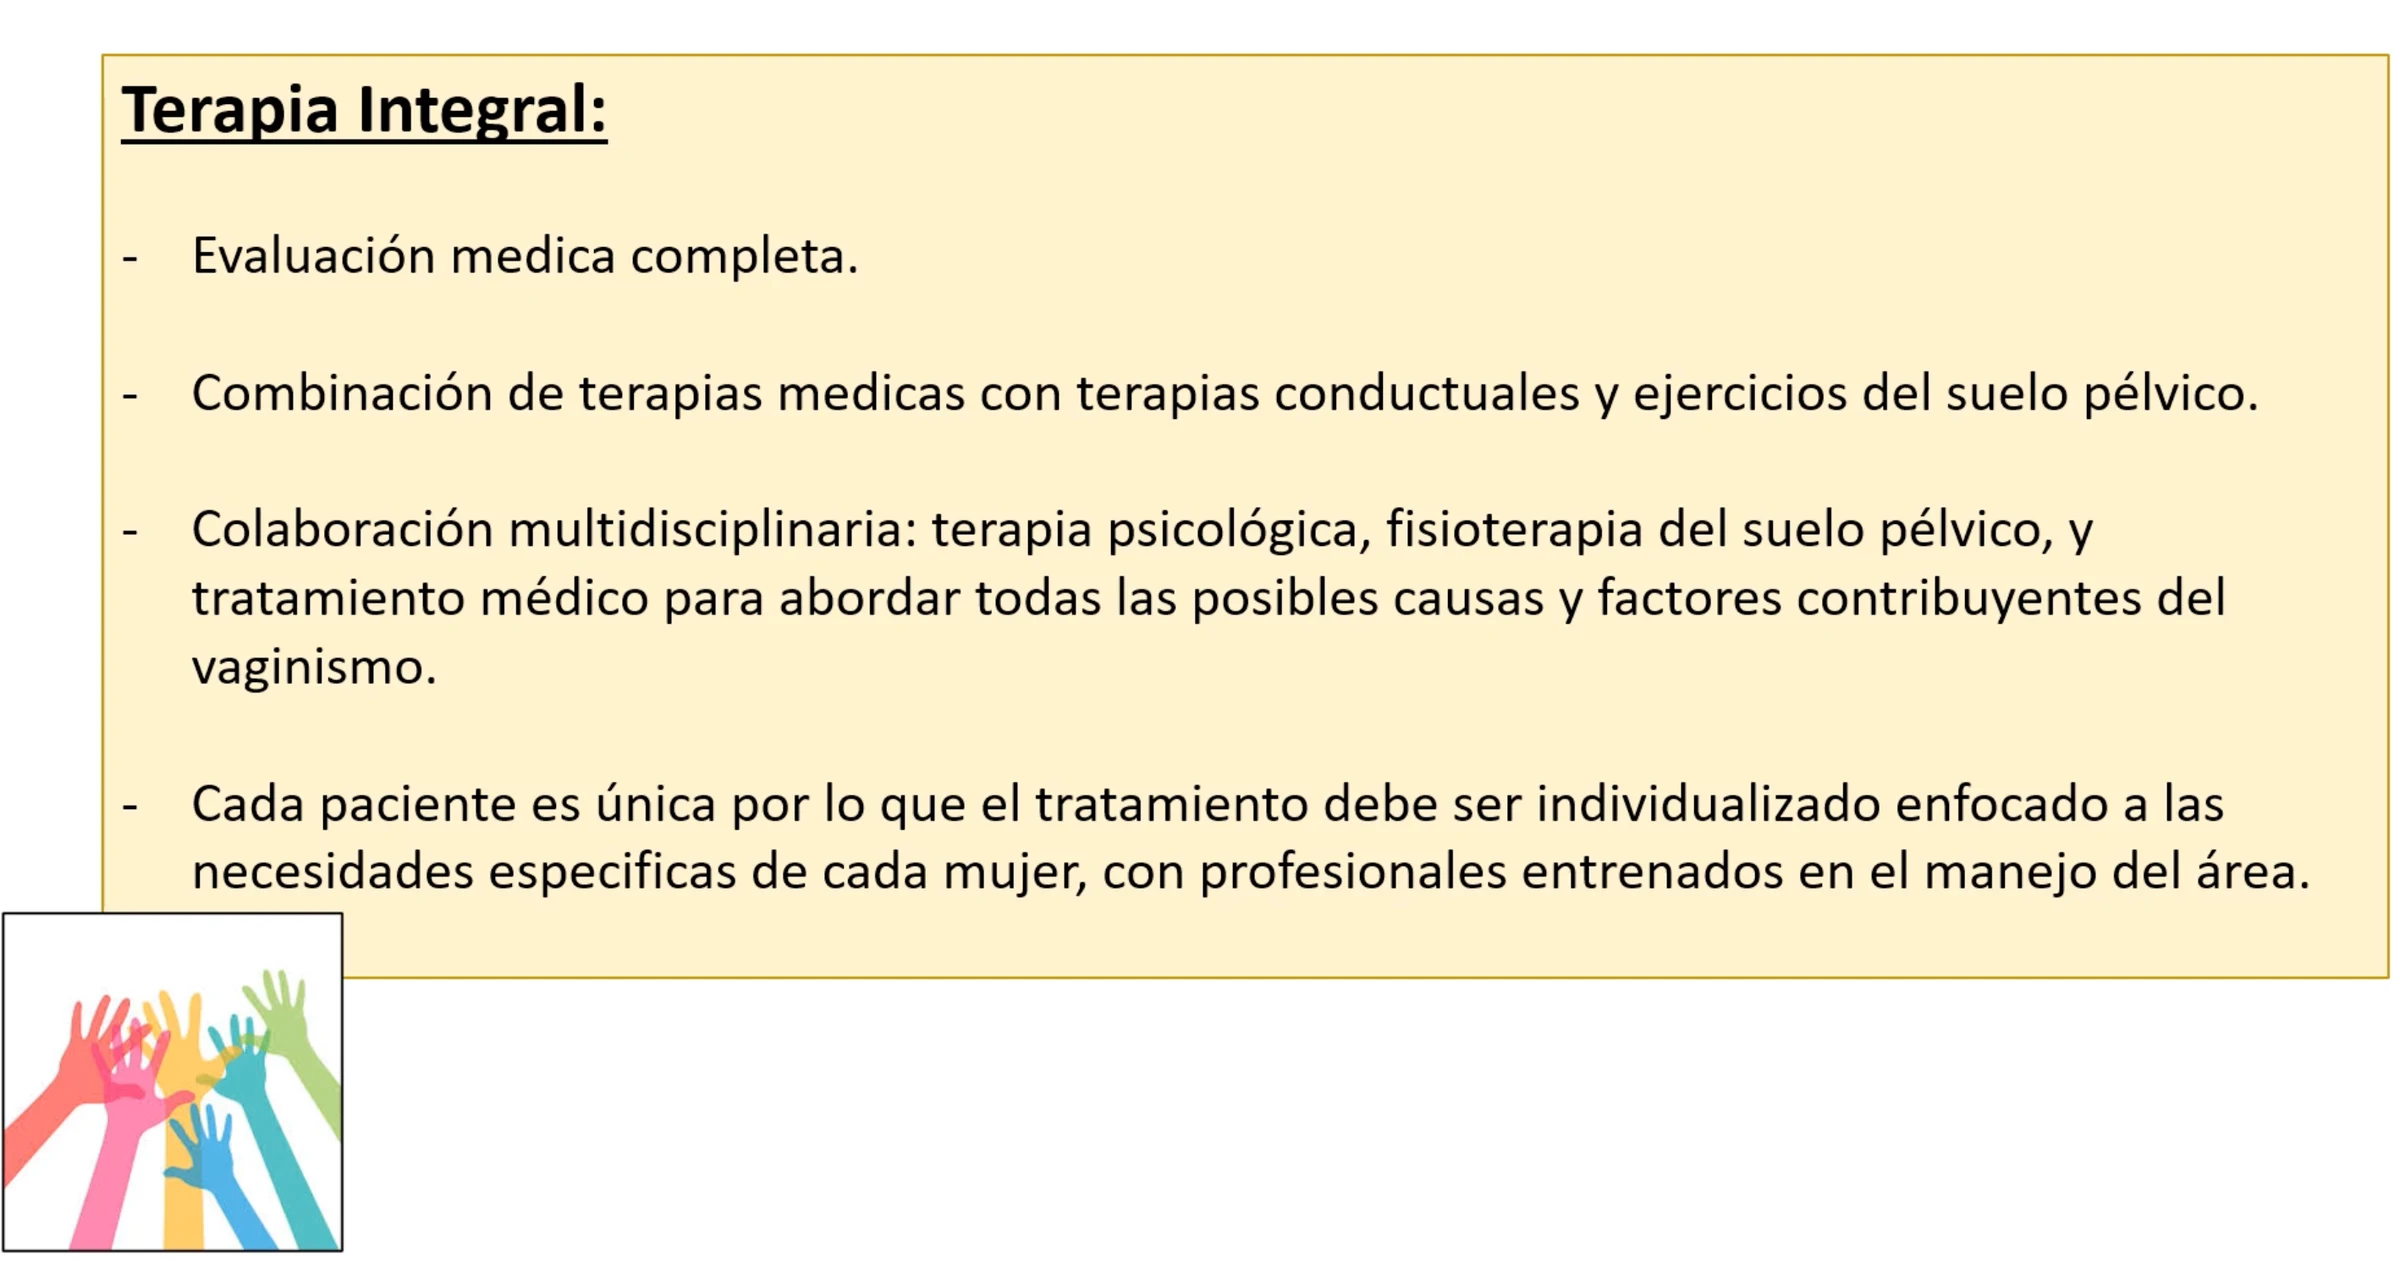 Terapia Integral:
- Evaluación medica completa.
- Combinación de terapias medicas con terapias conductuales y ejercicios del suelo pélvico.
- Colaboración multidisciplinaria: terapia psicológica, fisioterapia del suelo pélvico, y
tratamiento médico para abordar todas las posibles causas y factores contribuyentes del
vaginismo.
- Cada paciente es única por lo que el tratamiento debe ser individualizado enfocado a las
necesidades especificas de cada mujer, con profesionales entrenados en el manejo del área.